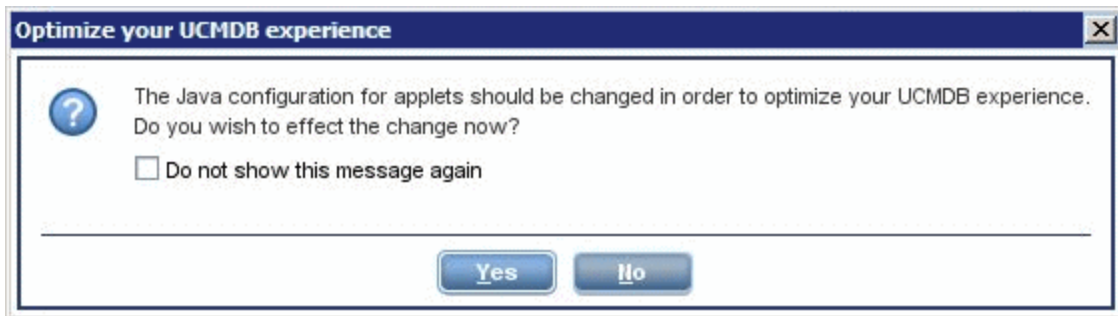 Optimize your UCMDB experience
The Java configuration for applets should be changed in order to optimize your UCMDB experience.
Do you wish to effect the change now?
Do not show this message again
Yes No